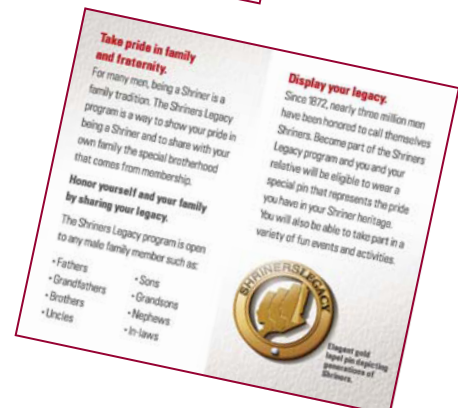 Take pride in family
and fraternity.
For many men, being a Shriner is a
family tradition. The Shriners Legacy
program is a way to show your pride in
being a Shriner and to share with your
own family the special brotherhood
that comes from membership.
Honor yourself and your family
by sharing your legacy.
The Shriners Legacy program is open
to any male family member such as:
• Fathers
• Grandfathers
• Brothers
• Uncles
• Sons
• Grandsons
• Nephews
• In-laws
Display your legacy.
Since 1872, nearly three million men
have been honored to call themselves
Shriners. Become part of the Shriners
Legacy program and you and your
relative will be eligible to wear a
special pin that represents the pride
you have in your Shriner heritage.
You will also be able to take part in a
variety of fun events and activities.
SHRINERS LEGACY
Elegant gold
lapel pin depicting
generations of
Shriners.